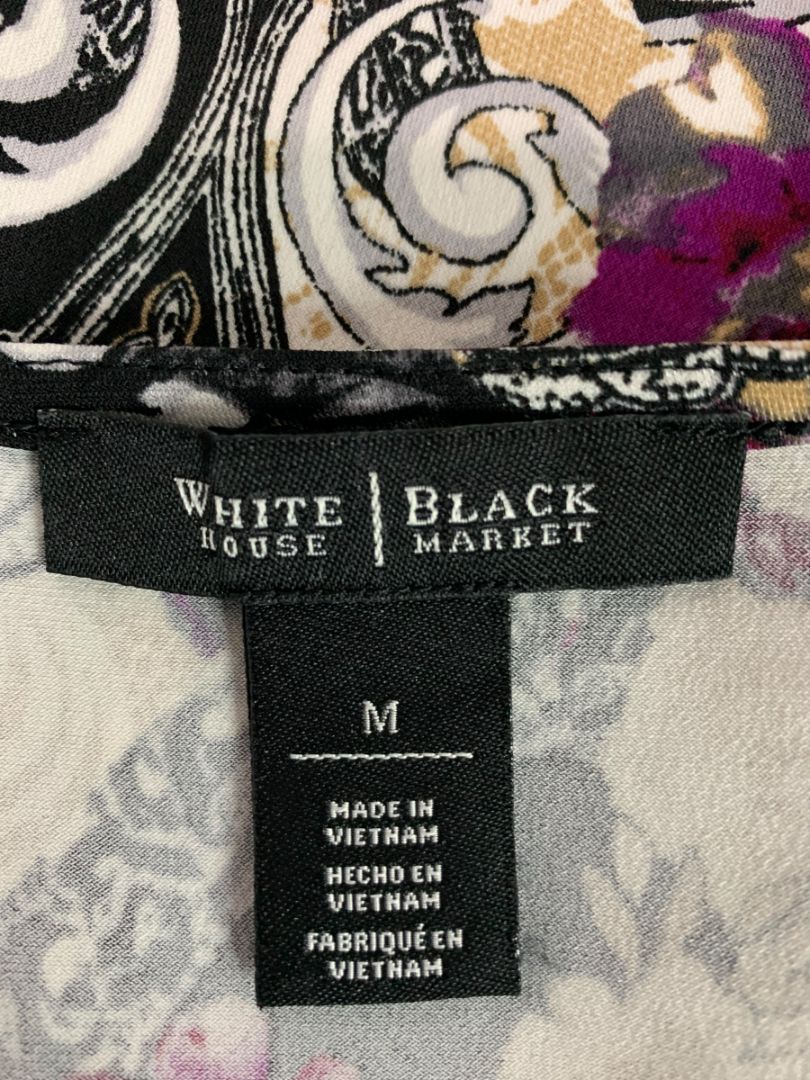 WHITE | BLACK
HOUSE MARKET
M
MADE IN
VIETNAM
HECHO EN
VIETNAM
FABRIQUÉ EN
VIETNAM